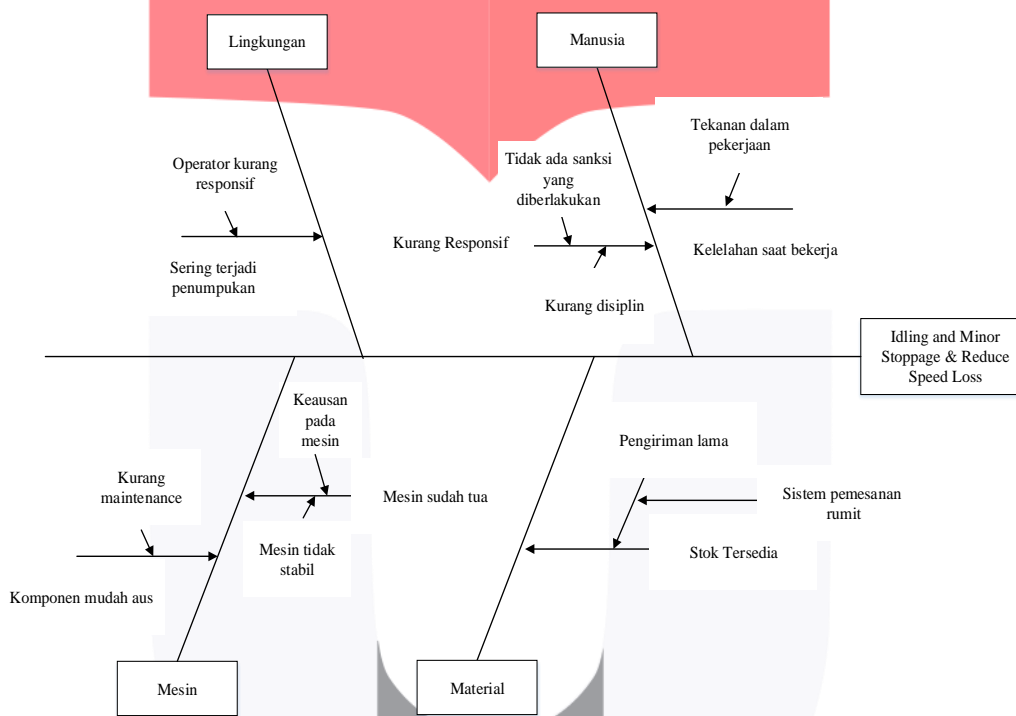 Lingkungan
Manusia
Tekanan dalam
pekerjaan
Tidak ada sanksi
yang
diberlakukan
Operator kurang
responsif
Kurang Responsif
Kelelahan saat bekerja
Sering terjadi
penumpukan
Kurang disiplin
Idling and Minor
Stoppage & Reduce
Speed Loss
Keausan
pada
mesin
Pengiriman lama
Kurang
maintenance
Mesin sudah tua
Sistem pemesanan
rumit
Mesin tidak
stabil
Stok Tersedia
Komponen mudah aus
Mesin
Material